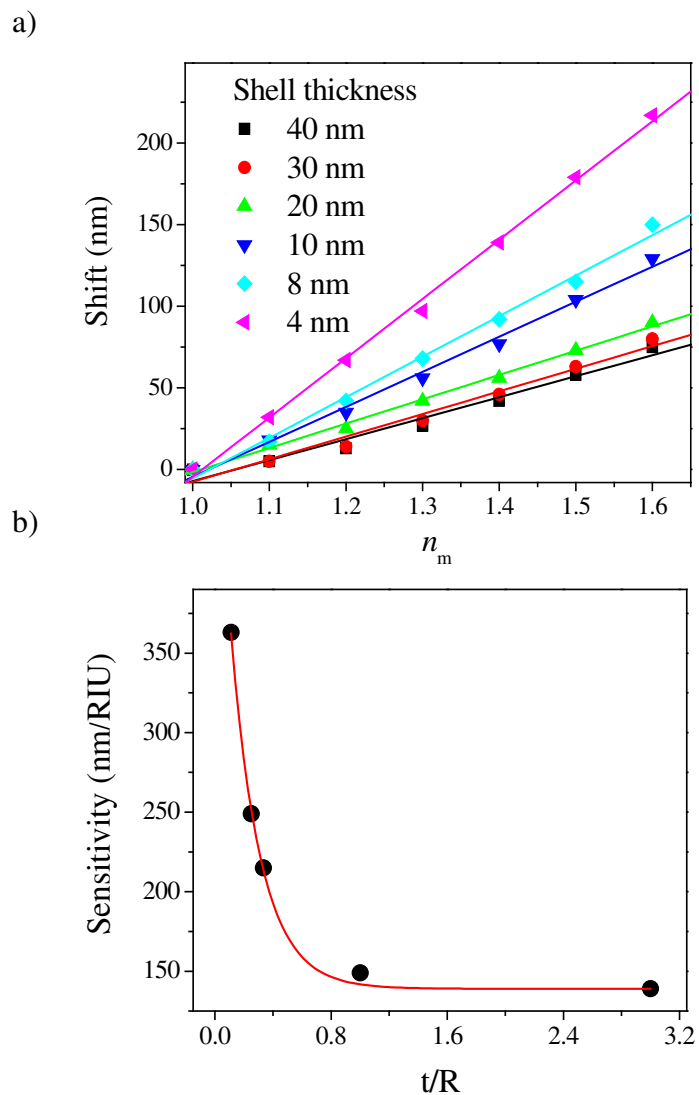 a)
Shell thickness
40 nm
30 nm
20 nm
10 nm
8 nm
4 nm
Shift (nm)
200
150
100
50
0
1.0 1.1 1.2 1.3 1.4 1.5 1.6
nm
b)
Sensitivity (nm/RIU)
350
300
250
200
150
0.0 0.8 1.6 2.4 3.2
t/R